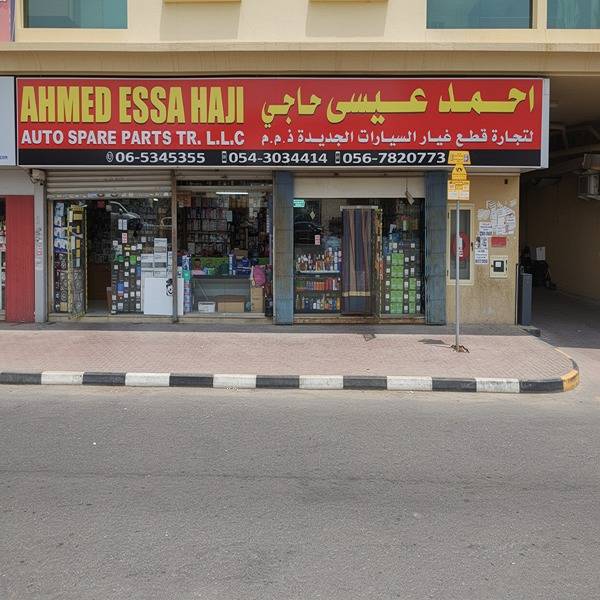 AHMED ESSA HAJI
احمد عيسى حاجي
AUTO SPARE PARTS TR. L.L.C
لتجارة قطع غيار السيارات الجديدة ذ.م.م
06-5345355 054-3034414 056-7820773